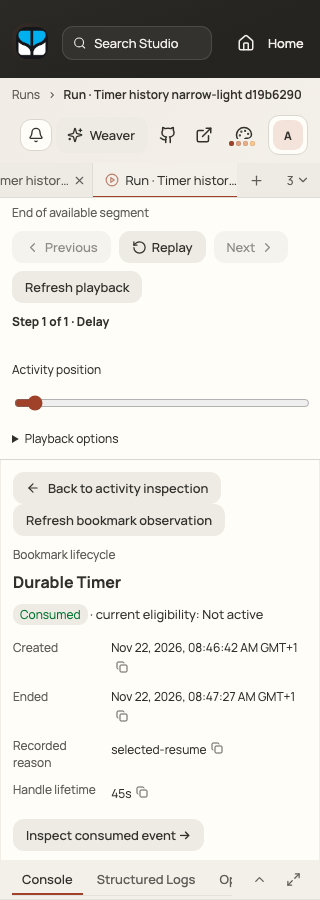 Search Studio
Home
Runs > Run · Timer history narrow-light d19b6290
Weaver
A
mer histor...
Run · Timer histor...
3
End of available segment
Previous
Replay
Next
Refresh playback
Step 1 of 1 · Delay
Activity position
Playback options
Back to activity inspection
Refresh bookmark observation
Bookmark lifecycle
Durable Timer
Consumed · current eligibility: Not active
Created Nov 22, 2026, 08:46:42 AM GMT+1
Ended Nov 22, 2026, 08:47:27 AM GMT+1
Recorded
reason selected-resume
Handle lifetime 45s
Inspect consumed event →
Console Structured Logs